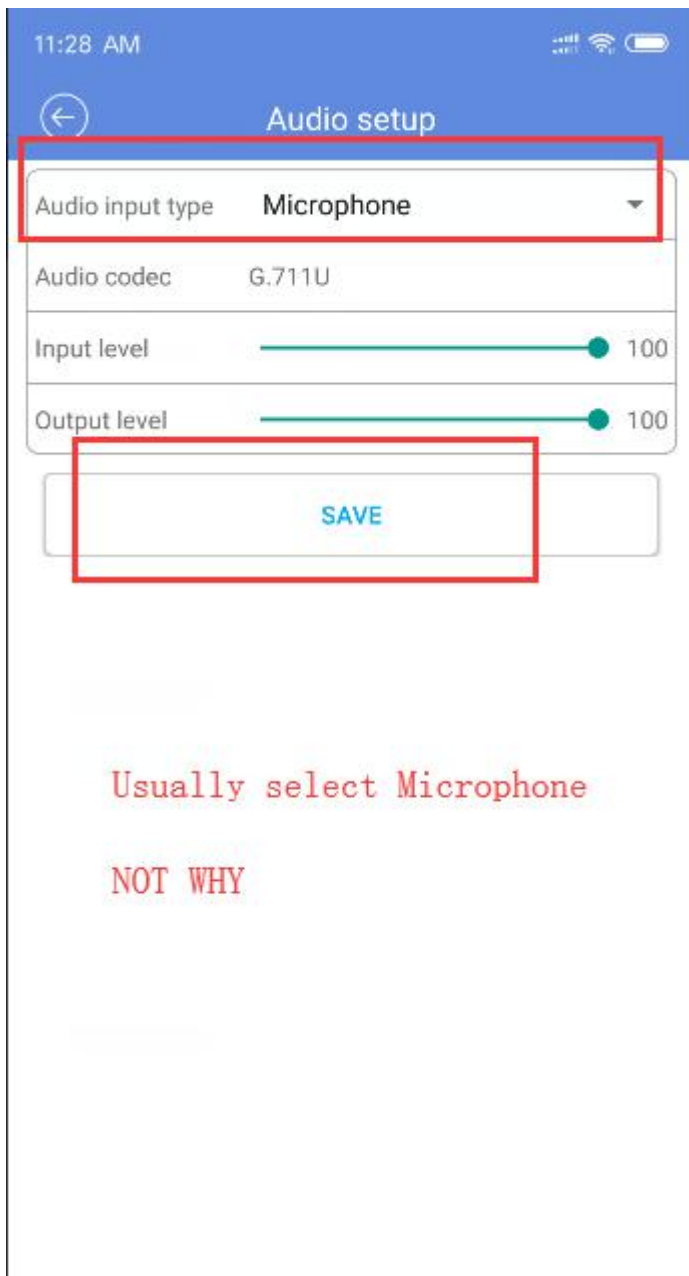 11:28 AM
Audio setup
Audio input type Microphone
Audio codec G.711U
Input level 100
Output level 100
SAVE
Usually select Microphone
NOT WHY